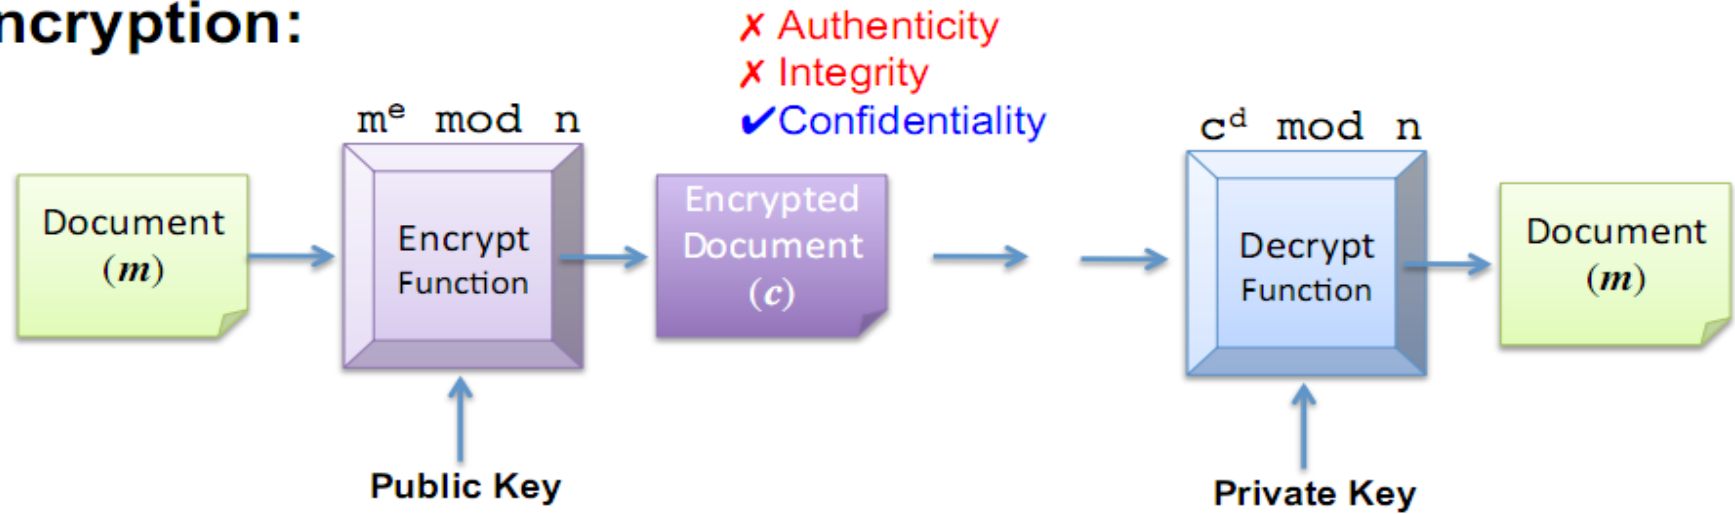 ncryption:
✗ Authenticity
✗ Integrity
✔Confidentiality
mᵉ mod n
cᵈ mod n
Document
(m)
Encrypt
Function
Encrypted
Document
(c)
Decrypt
Function
Document
(m)
Public Key
Private Key